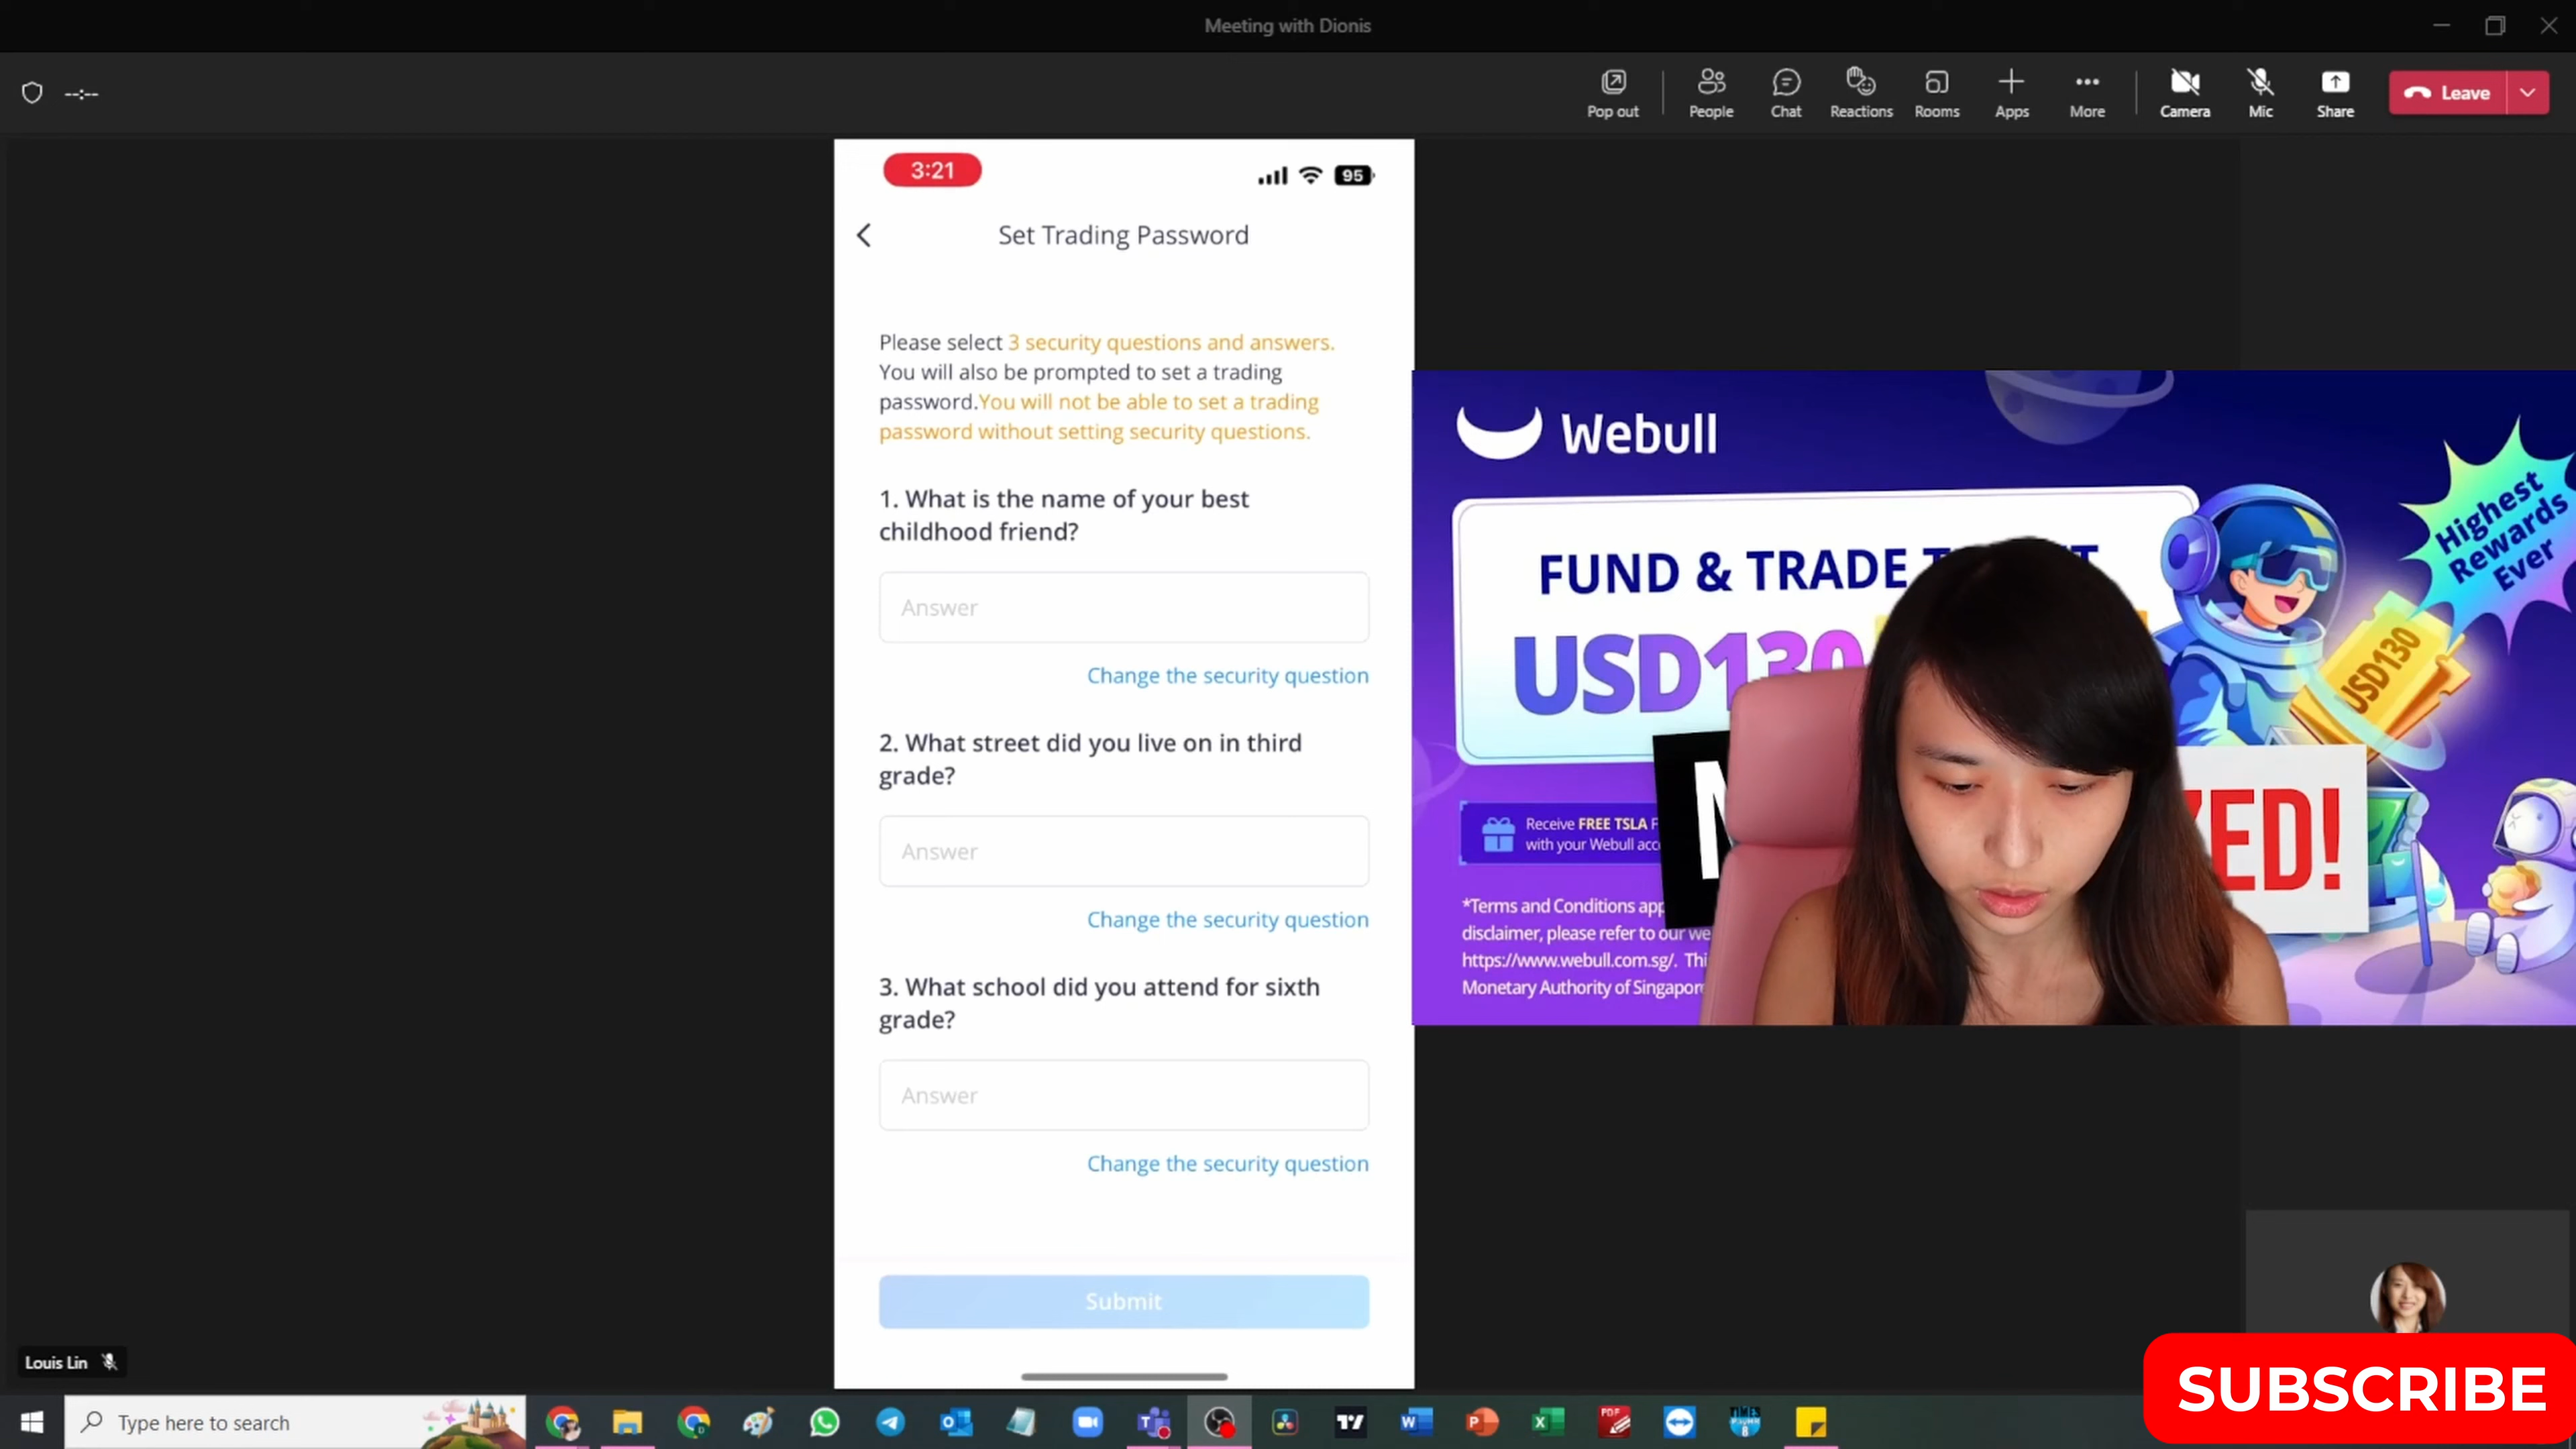 Meeting with Dionis
--:--
Pop out
People
Chat
Reactions
Rooms
Apps
More
Camera
Mic
Share
Leave
3:21
95
Set Trading Password
Please select 3 security questions and answers.
You will also be prompted to set a trading
password.You will not be able to set a trading
password without setting security questions.
1. What is the name of your best
childhood friend?
Answer
Change the security question
2. What street did you live on in third
grade?
Answer
Change the security question
3. What school did you attend for sixth
grade?
Answer
Change the security question
Submit
Webull
Highest
Rewards
Ever
FUND & TRADE
USD130
USD130
Receive FREE TSLA
with your Webull
*Terms and Conditions
disclaimer, please refer to our
https://www.webull.com.sg/.
Monetary Authority of
Louis Lin
SUBSCRIBE
Type here to search